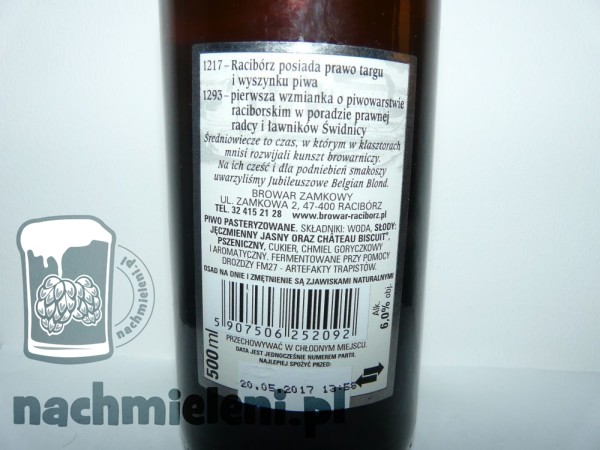 1217 – Racibórz posiada prawo targu
i wyszynku piwa
1293 – pierwsza wzmianka o piwowarstwie
raciborskim w poradzie prawnej
radcy i ławników Świdnicy
Średniowiecze to czas, w którym w klasztorach
mnisi rozwijali kunszt browarniczy.
Na ich cześć i dla podniebień smakoszy
uwarzyliśmy Jubileuszowe Belgian Blond.
BROWAR ZAMKOWY
UL. ZAMKOWA 2, 47-400 RACIBÓRZ
TEL. 32 415 21 28 www.browar-raciborz.pl
PIWO PASTERYZOWANE. SKŁADNIKI: WODA, SŁODY:
JĘCZMIENNY JASNY ORAZ CHÂTEAU BISCUIT®,
PSZENICZNY, CUKIER, CHMIEL GORYCZKOWY
I AROMATYCZNY. FERMENTOWANE PRZY POMOCY
DROŻDŻY FM27 - ARTEFAKTY TRAPISTÓW.
OSAD NA DNIE I ZMĘTNIENIE SĄ ZJAWISKAMI NATURALNYMI
5 907506 252092
Alk. 6,0% obj.
500 ml
PRZECHOWYWAĆ W CHŁODNYM MIEJSCU.
DATA JEST JEDNOCZEŚNIE NUMEREM PARTII.
NAJLEPIEJ SPOŻYĆ PRZED:
20.05.2017 13:55
nachmieleni.pl
nachmieleni.pl